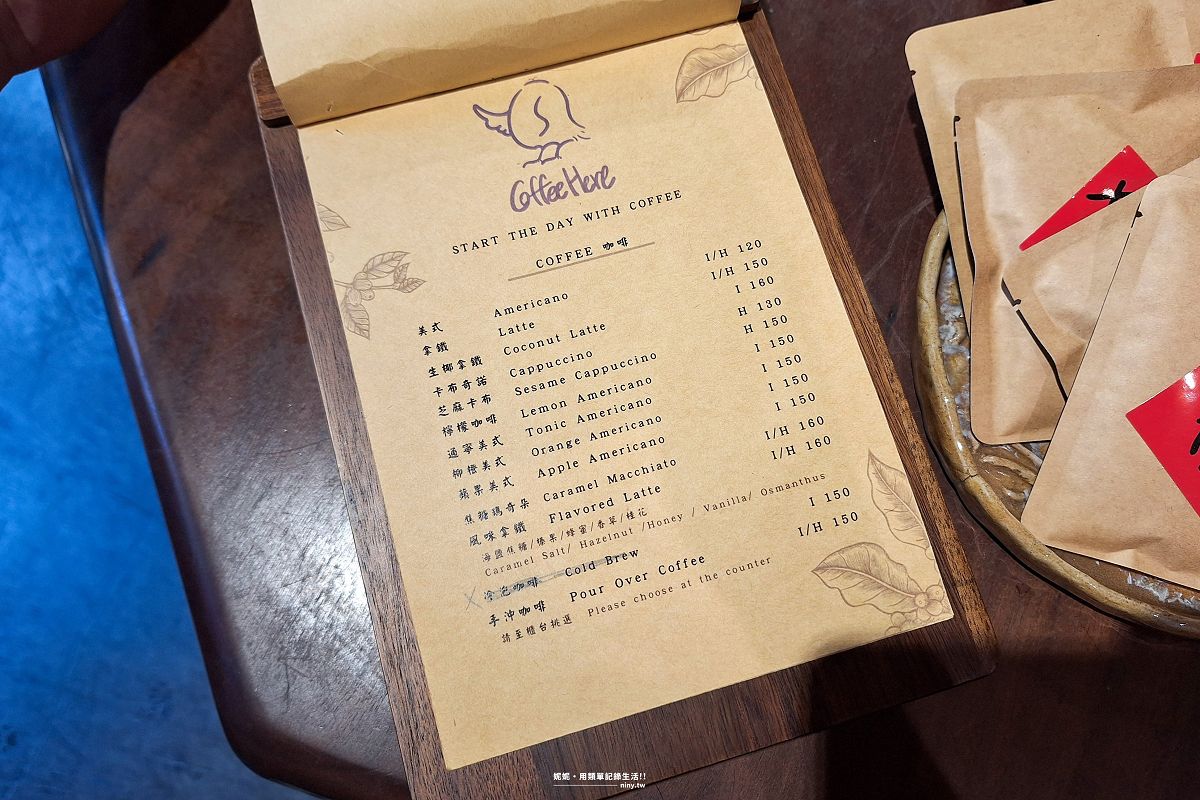 Coffee Here
START THE DAY WITH COFFEE
COFFEE 咖啡
美式 Americano I/H 120
拿鐵 Latte I/H 150
生椰拿鐵 Coconut Latte I 160
卡布奇諾 Cappuccino H 130
芝麻卡布 Sesame Cappuccino H 150
檸檬咖啡 Lemon Americano I 150
通寧美式 Tonic Americano I 150
柳橙美式 Orange Americano I 150
蘋果美式 Apple Americano I 150
焦糖瑪奇朵 Caramel Macchiato I/H 160
風味拿鐵 Flavored Latte I/H 160
海鹽焦糖/榛果/蜂蜜/香草/桂花
Caramel Salt/ Hazelnut /Honey / Vanilla/ Osmanthus
冷泡咖啡 Cold Brew I 150
手沖咖啡 Pour Over Coffee I/H 150
請至櫃台挑選 Please choose at the counter
妮妮·用類單記錄生活!!
niny.tw